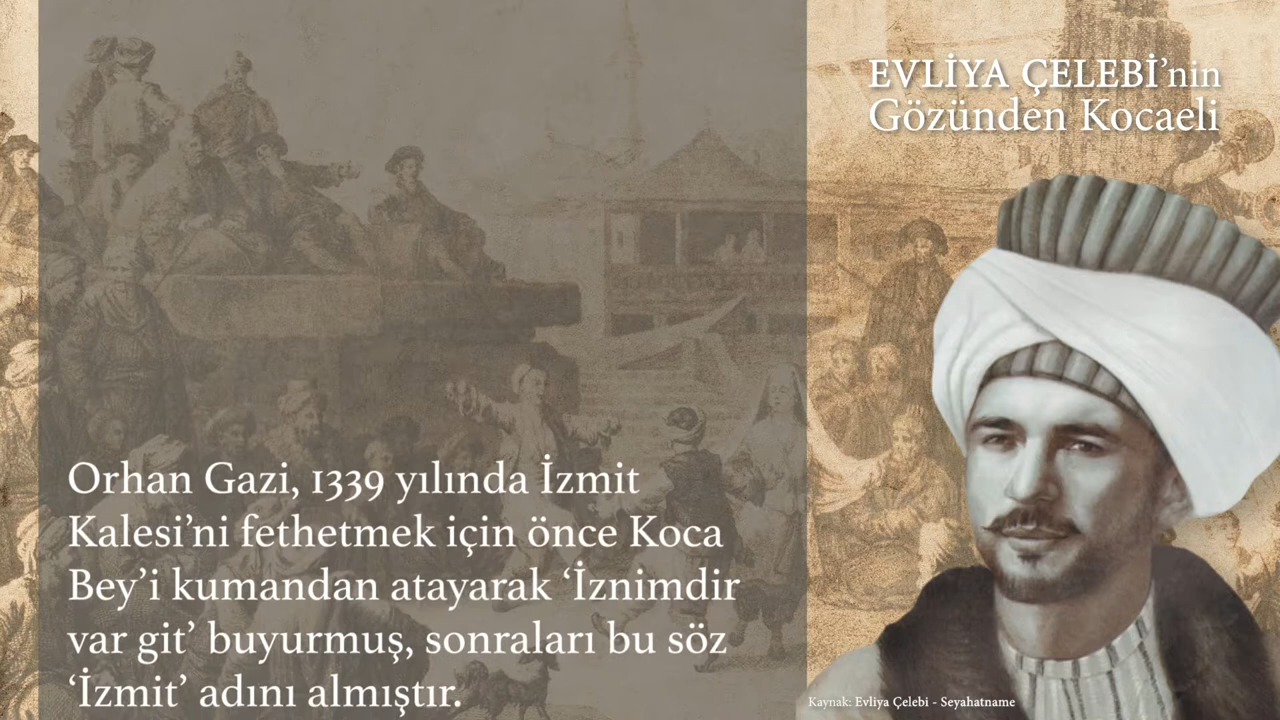 EVLİYA ÇELEBİ’nin
Gözünden Kocaeli
Orhan Gazi, 1339 yılında İzmit
Kalesi’ni fethetmek için önce Koca
Bey’i kumandan atayarak ‘İznimdir
var git’ buyurmuş, sonraları bu söz
‘İzmit’ adını almıştır.
Kaynak: Evliya Çelebi - Seyahatname